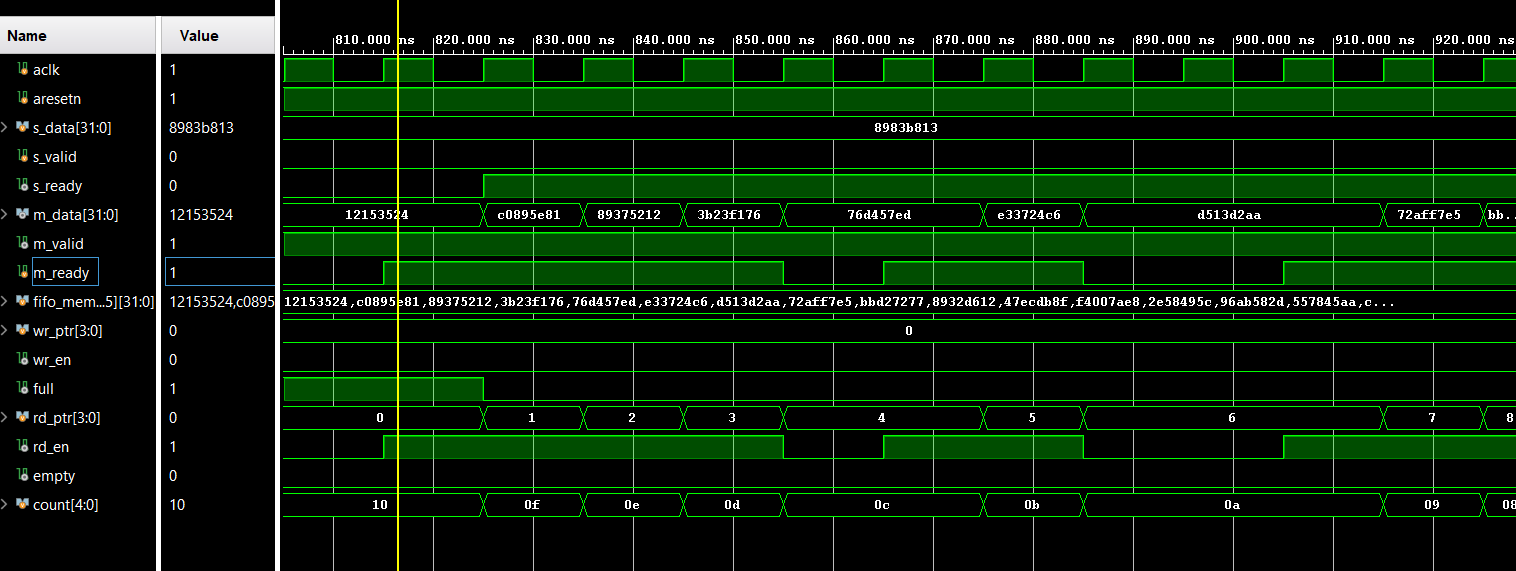 Name Value
810.000 ns 820.000 ns 830.000 ns 840.000 ns 850.000 ns 860.000 ns 870.000 ns 880.000 ns 890.000 ns 900.000 ns 910.000 ns 920.000 ns
aclk 1
aresetn 1
s_data[31:0] 8983b813 8983b813
s_valid 0
s_ready 0
m_data[31:0] 12153524 12153524 c0895e81 89375212 3b23f176 76d457ed e33724c6 d513d2aa 72aff7e5 bb..
m_valid 1
m_ready 1
fifo_mem...5][31:0] 12153524,c0895 12153524,c0895e81,89375212,3b23f176,76d457ed,e33724c6,d513d2aa,72aff7e5,bbd27277,8932d612,47ecdb8f,f4007ae8,2e58495c,96ab582d,557845aa,c...
wr_ptr[3:0] 0 0
wr_en 0
full 1
rd_ptr[3:0] 0 0 1 2 3 4 5 6 7 8
rd_en 1
empty 0
count[4:0] 10 10 0f 0e 0d 0c 0b 0a 09 08